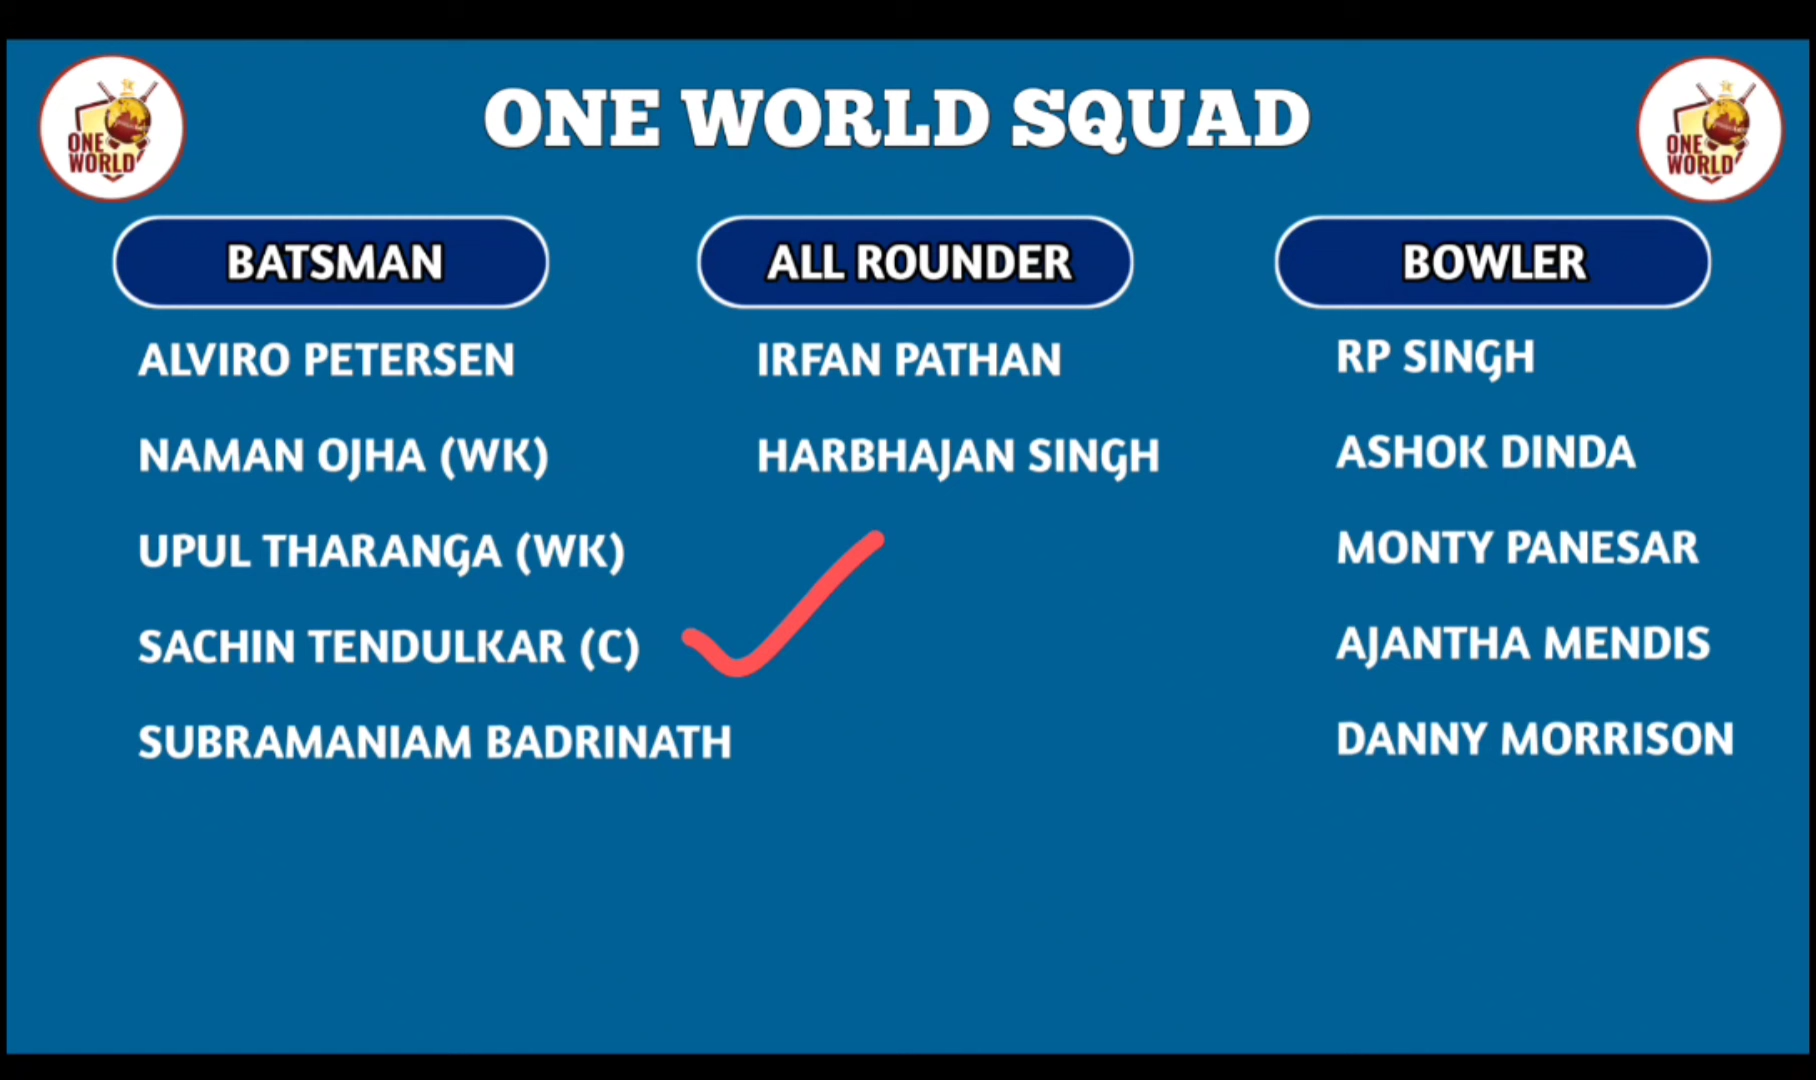 ONE WORLD SQUAD
ONE
WORLD
ONE
WORLD
BATSMAN
ALVIRO PETERSEN
NAMAN OJHA (WK)
UPUL THARANGA (WK)
SACHIN TENDULKAR (C)
SUBRAMANIAM BADRINATH
ALL ROUNDER
IRFAN PATHAN
HARBHAJAN SINGH
BOWLER
RP SINGH
ASHOK DINDA
MONTY PANESAR
AJANTHA MENDIS
DANNY MORRISON